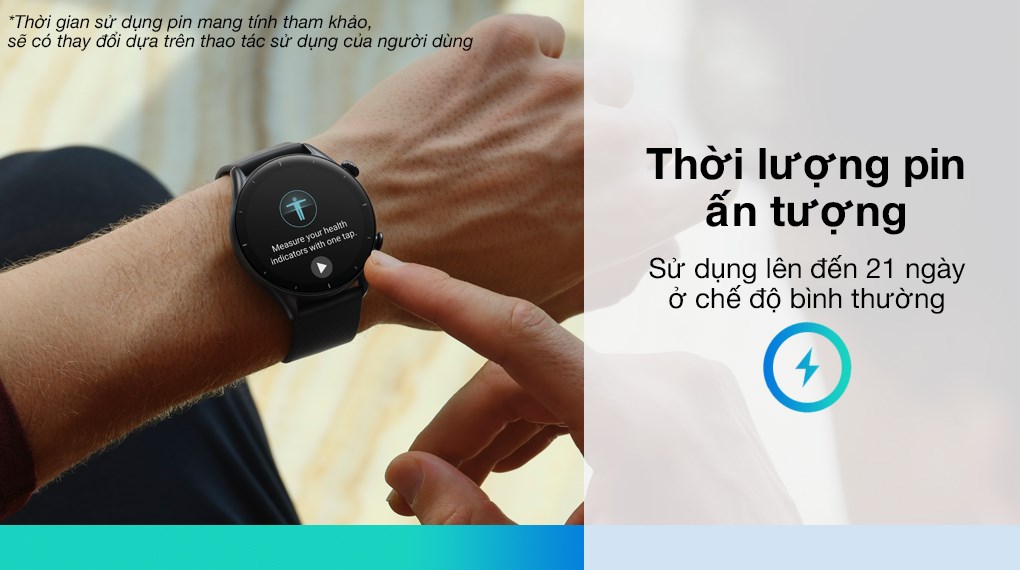 *Thời gian sử dụng pin mang tính tham khảo,
sẽ có thay đổi dựa trên thao tác sử dụng của người dùng
Measure your health
indicators with one tap.
Thời lượng pin
ấn tượng
Sử dụng lên đến 21 ngày
ở chế độ bình thường